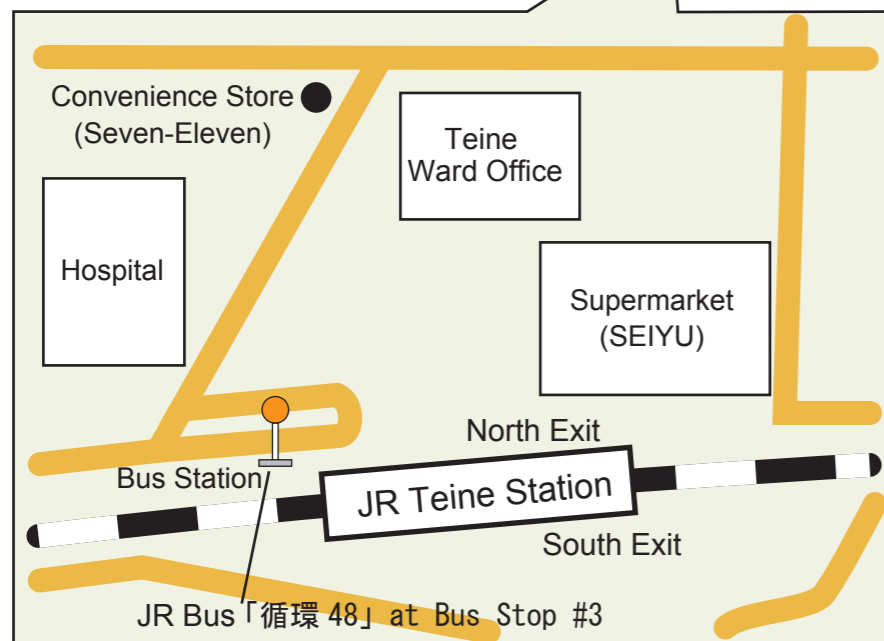 Convenience Store
(Seven-Eleven)
Teine
Ward Office
Hospital
Supermarket
(SEIYU)
North Exit
Bus Station
JR Teine Station
South Exit
JR Bus「循環 48」 at Bus Stop #3